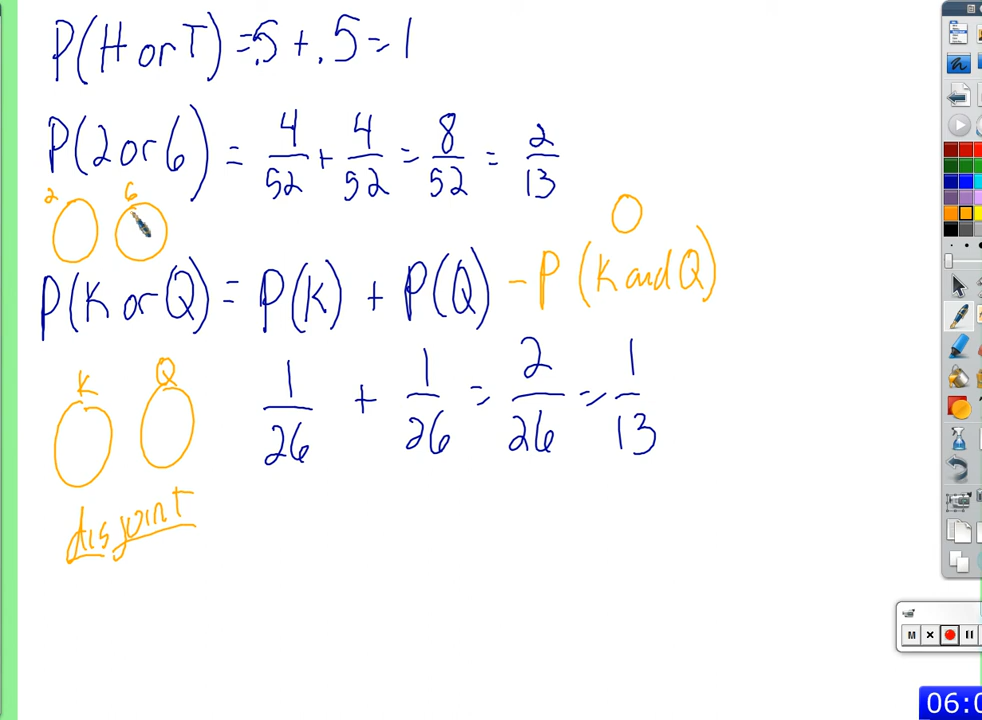 P(H or T) = .5 + .5 = 1
P(2 or 6) = 4/52 + 4/52 = 8/52 = 2/13
2 6
0
P(K or Q) = P(K) + P(Q) - P(K and Q)
K Q
1/26 + 1/26 = 2/26 = 1/13
disjoint
M
06:0